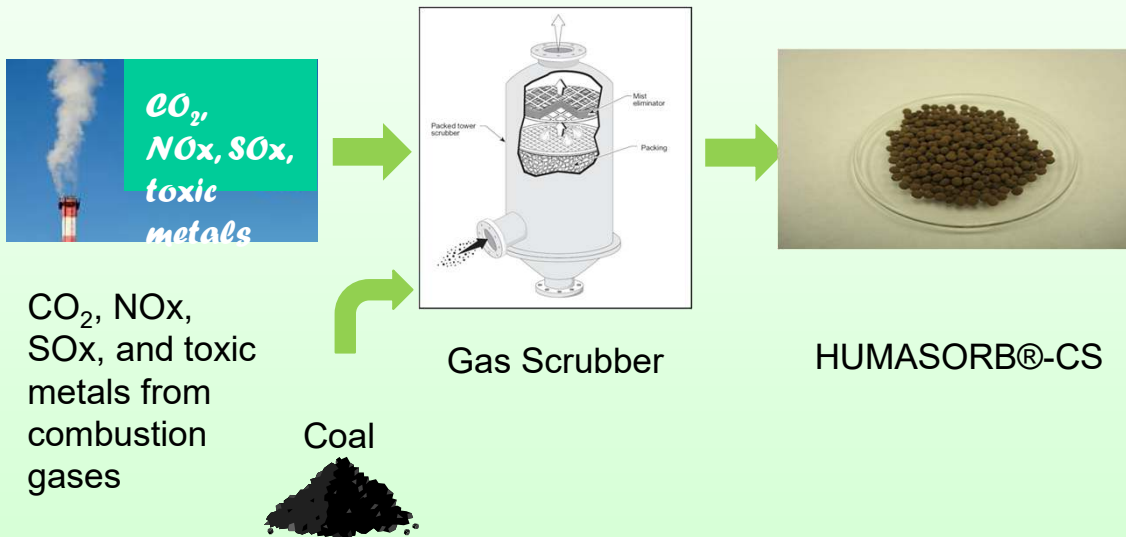 CO₂,
NOx, SOx,
toxic
metals
Packed tower
scrubber
Mist
eliminator
Packing
CO₂, NOx,
SOx, and toxic
metals from
combustion
gases
Coal
Gas Scrubber
HUMASORB®-CS